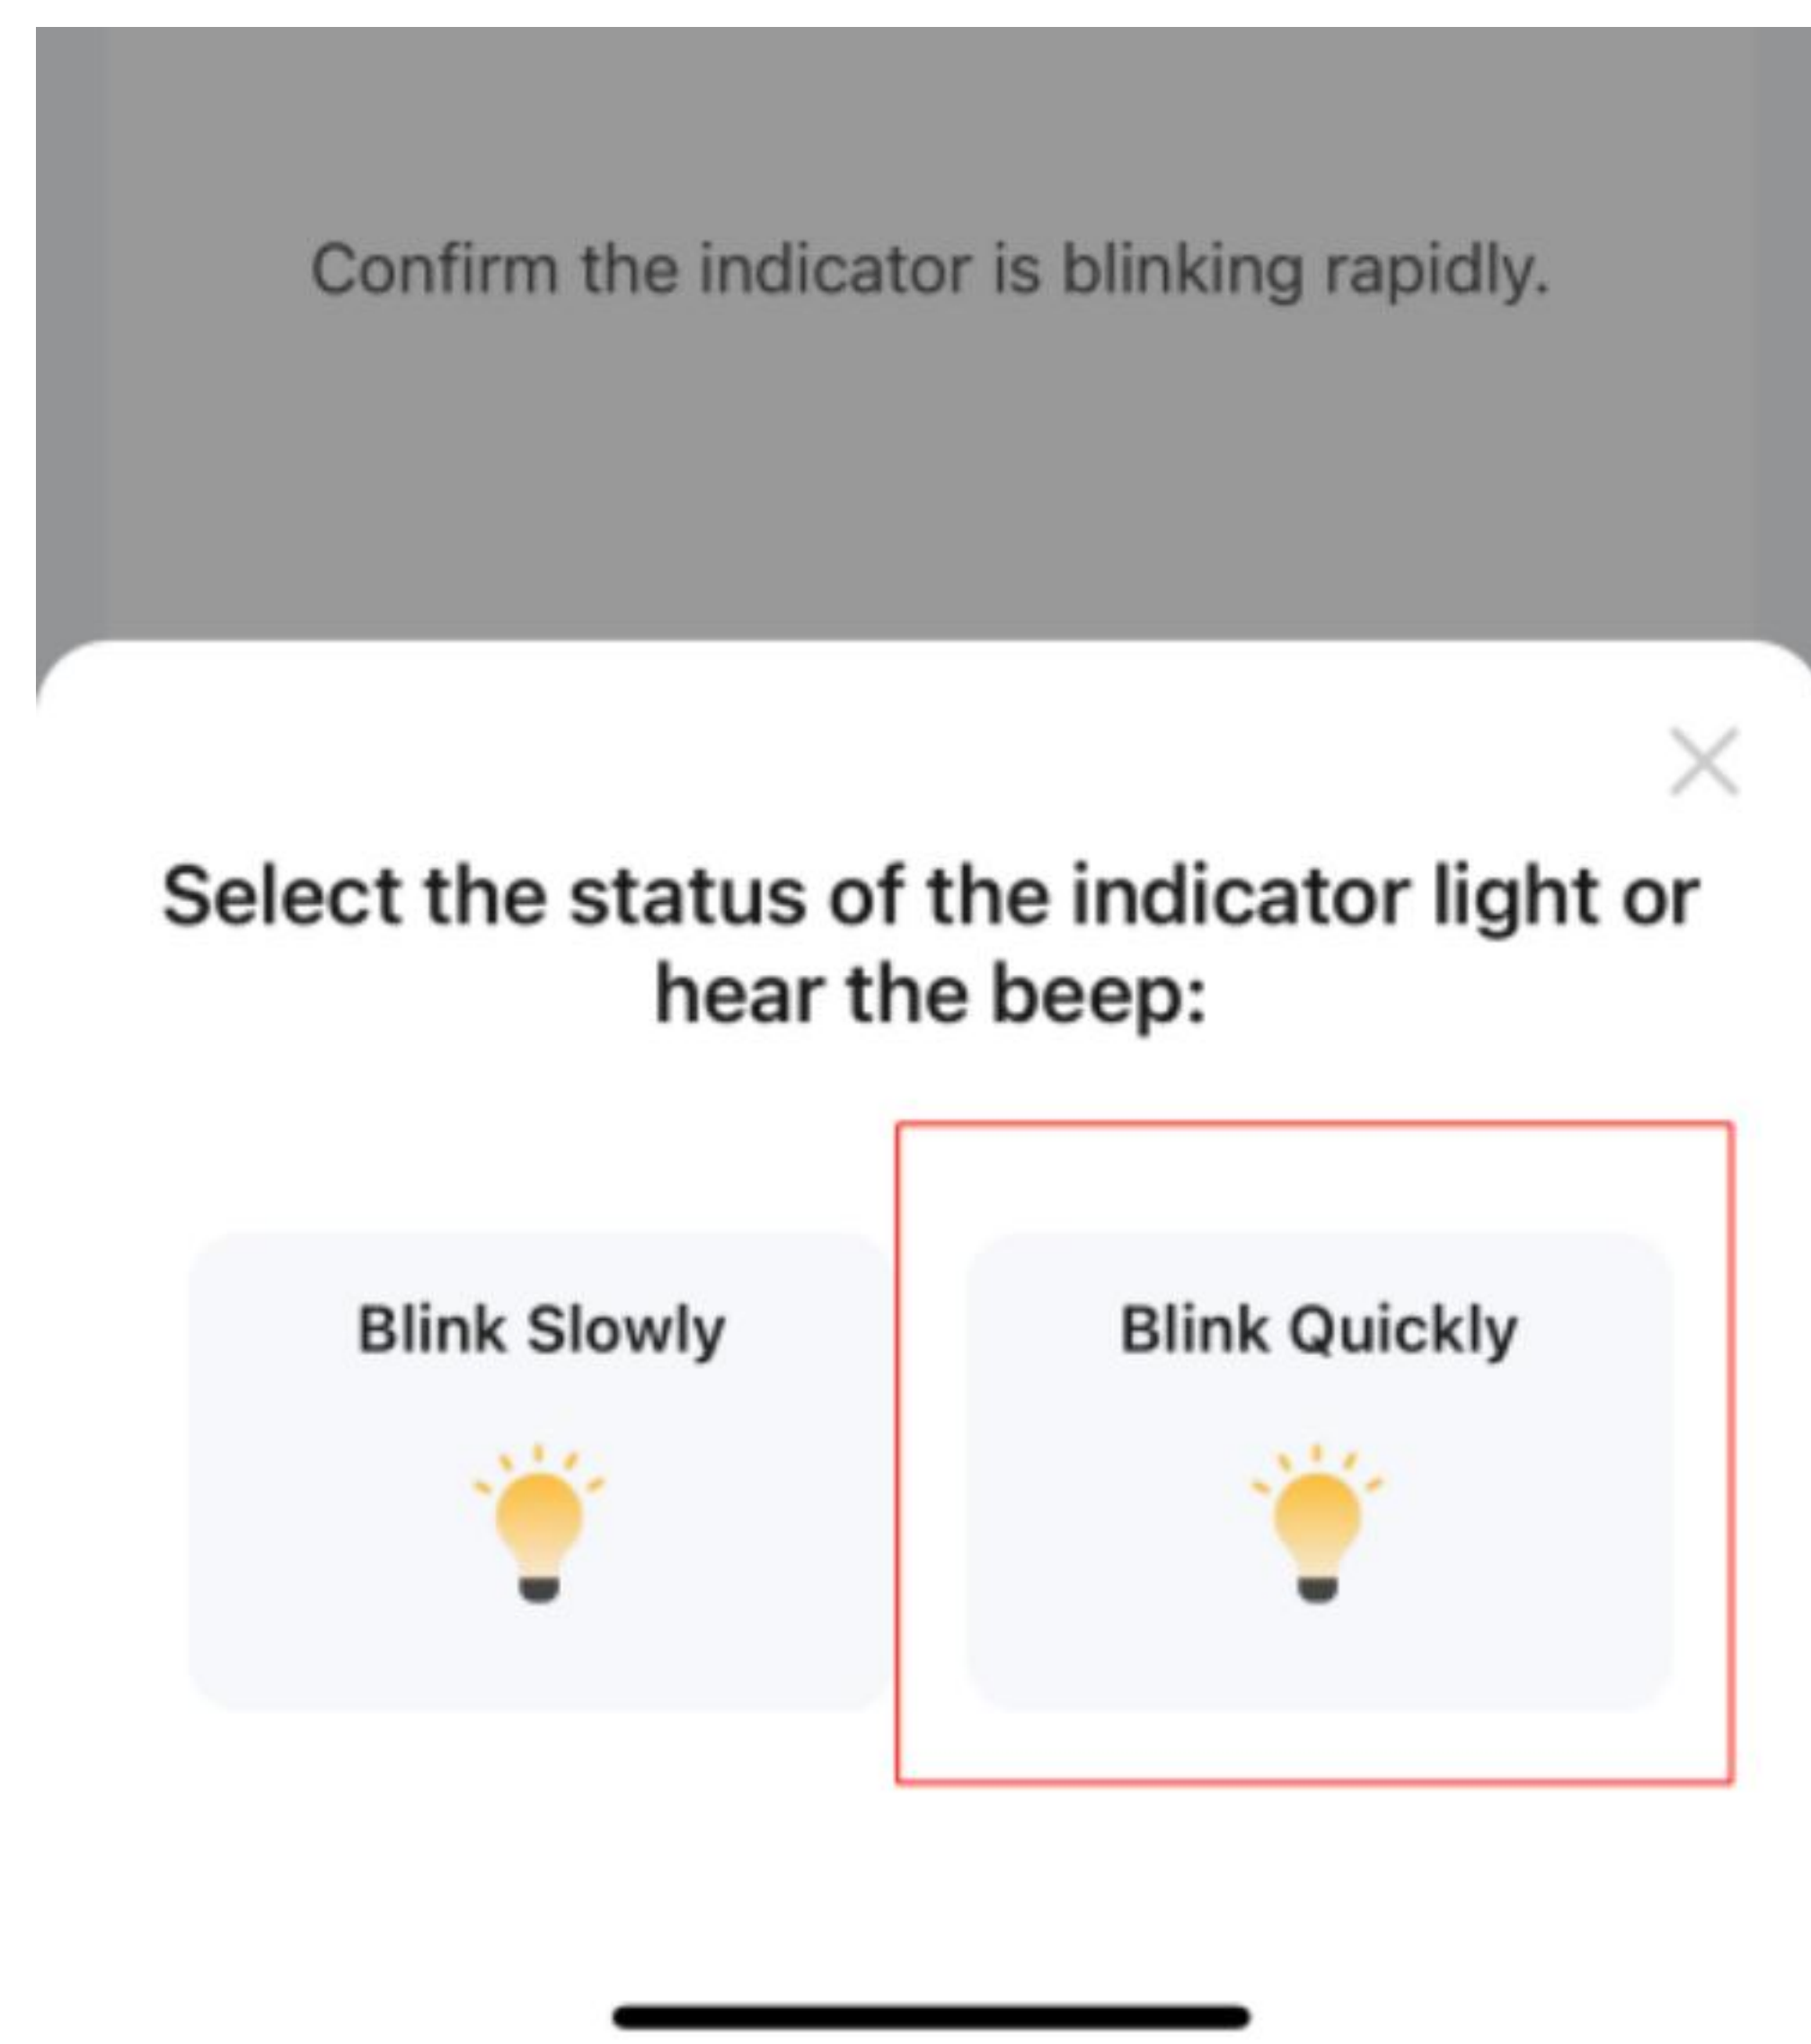 Confirm the indicator is blinking rapidly.
Select the status of the indicator light or
hear the beep:
Blink Slowly
Blink Quickly